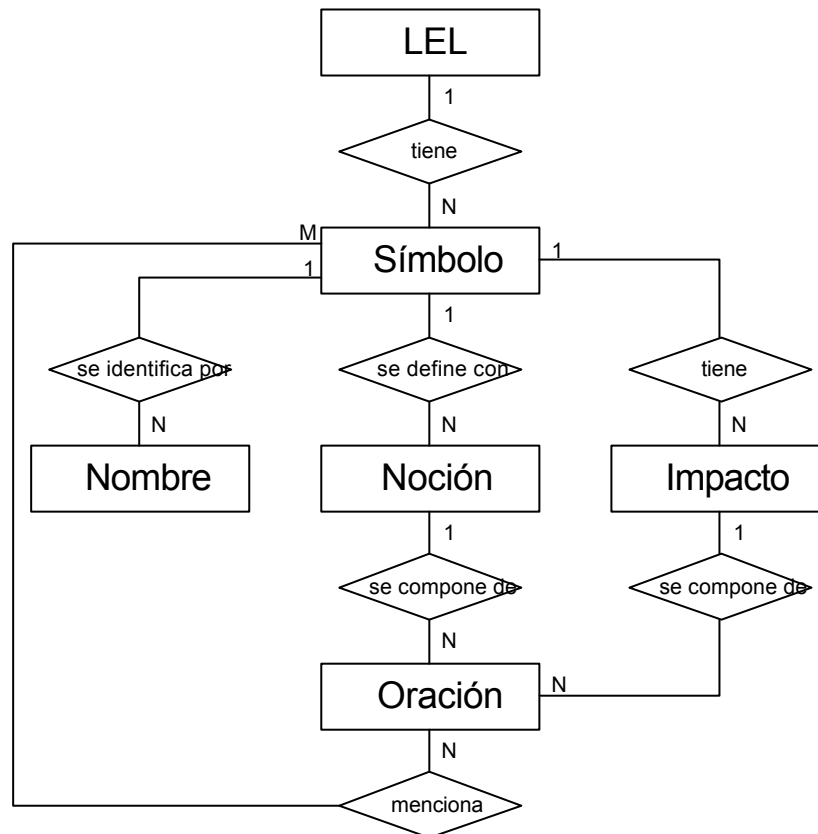 LEL
1
tiene
N
M
Símbolo
1
1
1
se identifica por
se define con
tiene
N
N
N
Nombre
Noción
Impacto
1
1
se compone de
se compone de
N
Oración
N
N
menciona